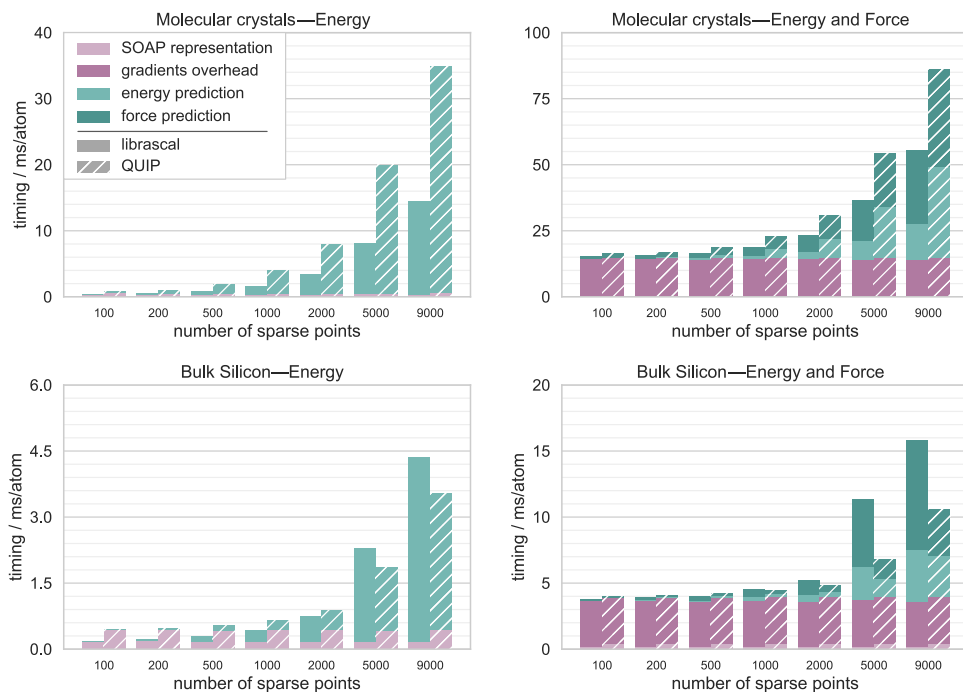 Molecular crystals—Energy
timing / ms/atom
40
30
20
10
0
SOAP representation
gradients overhead
energy prediction
force prediction
librascal
QUIP
100 200 500 1000 2000 5000 9000
number of sparse points
Molecular crystals—Energy and Force
100
75
50
25
0
100 200 500 1000 2000 5000 9000
number of sparse points
Bulk Silicon—Energy
timing / ms/atom
6.0
4.5
3.0
1.5
0.0
100 200 500 1000 2000 5000 9000
number of sparse points
Bulk Silicon—Energy and Force
timing / ms/atom
20
15
10
5
0
100 200 500 1000 2000 5000 9000
number of sparse points